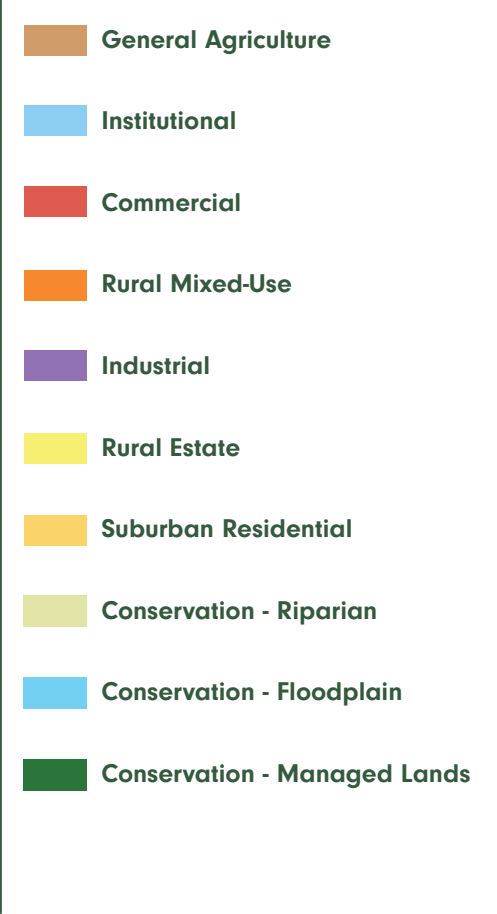 General Agriculture
Institutional
Commercial
Rural Mixed-Use
Industrial
Rural Estate
Suburban Residential
Conservation - Riparian
Conservation - Floodplain
Conservation - Managed Lands